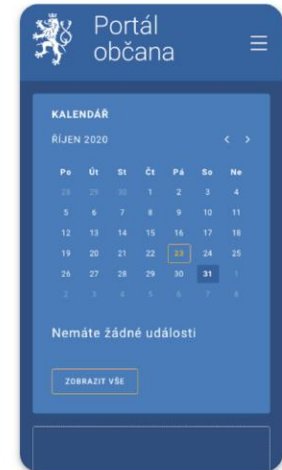 Portál
občana
KALENDÁŘ
ŘÍJEN 2020
Po Út St Čt Pá So Ne
28 29 30 1 2 3 4
5 6 7 8 9 10 11
12 13 14 15 16 17 18
19 20 21 22 23 24 25
26 27 28 29 30 31 1
2 3 4 5 6 7 8
Nemáte žádné události
ZOBRAZIT VŠE